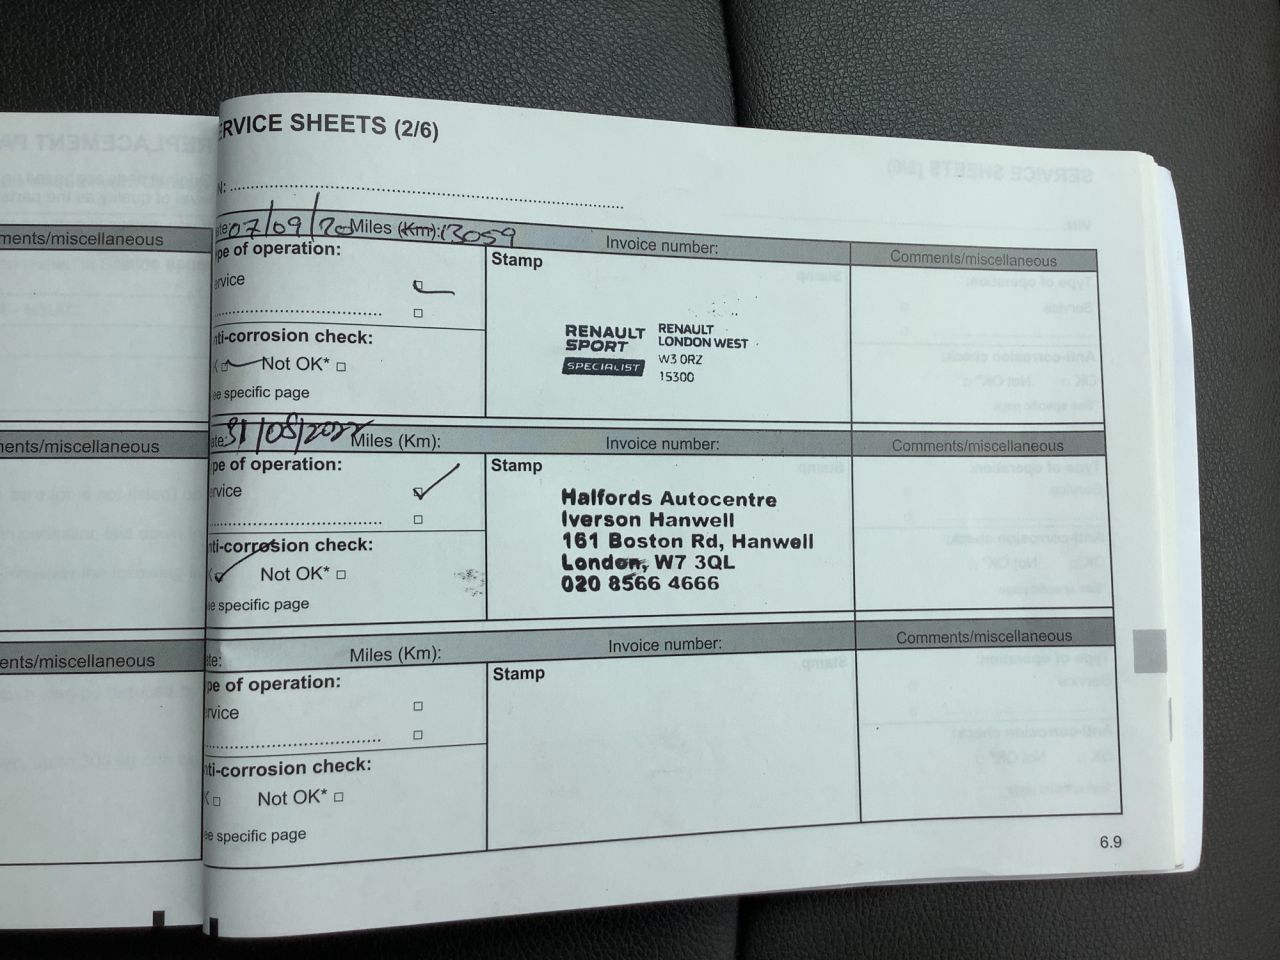 ERVICE SHEETS (2/6)
N:
ate: 07/09/20 Miles (Km): 13059 Invoice number: Comments/miscellaneous
ments/miscellaneous
pe of operation:
Stamp
ervice
nti-corrosion check:
K Not OK*
ee specific page
RENAULT SPORT SPECIALIST
RENAULT
LONDON WEST
W3 0RZ
15300
ments/miscellaneous
ate: 31/08/2022 Miles (Km): Invoice number: Comments/miscellaneous
pe of operation:
Stamp
ervice
nti-corrosion check:
K Not OK*
ee specific page
Halfords Autocentre
Iverson Hanwell
161 Boston Rd, Hanwell
London, W7 3QL
020 8566 4666
ents/miscellaneous
ate: Miles (Km): Invoice number: Comments/miscellaneous
pe of operation:
Stamp
rvice
nti-corrosion check:
K Not OK*
ee specific page
6.9